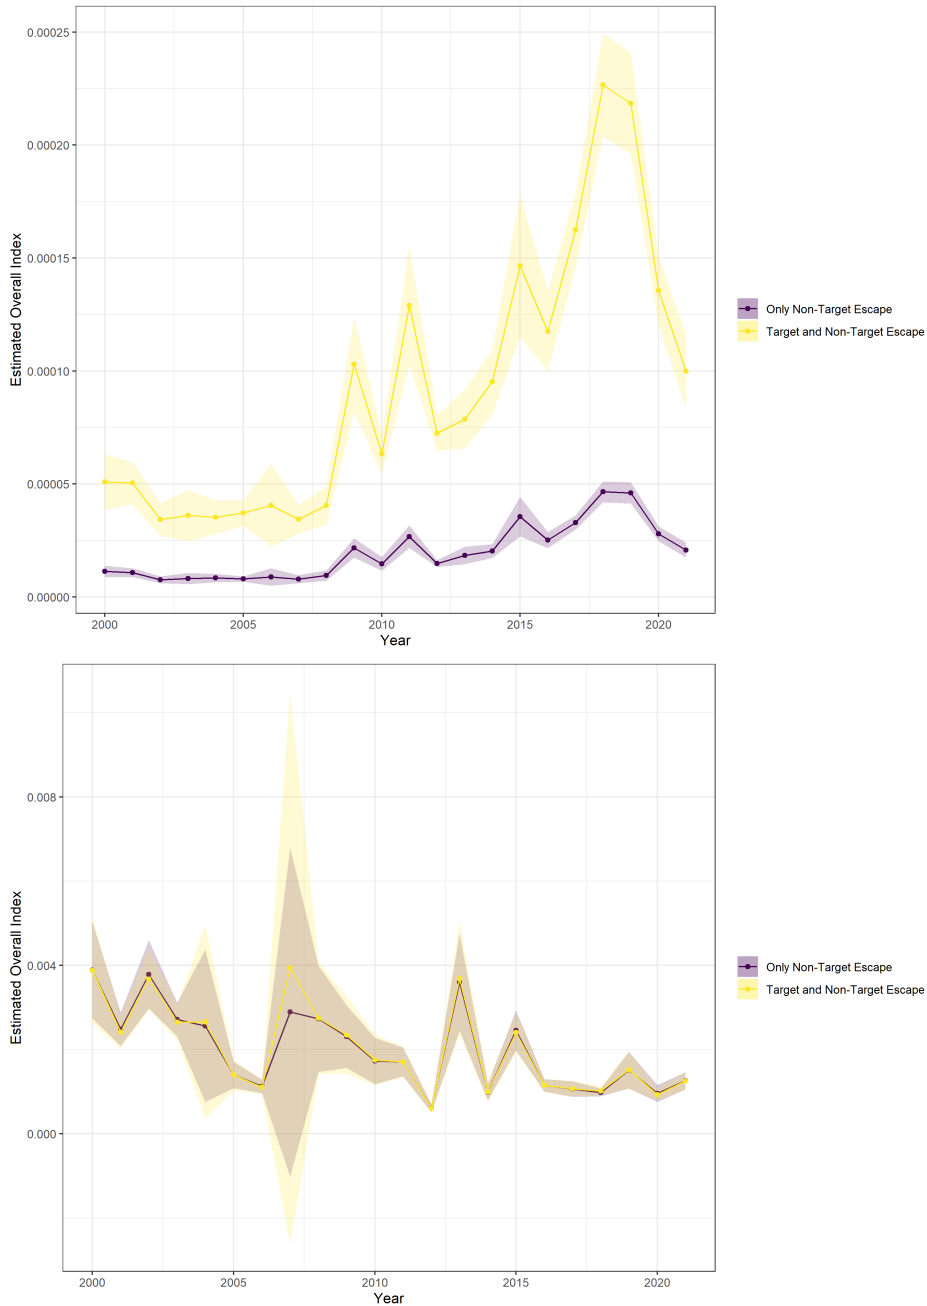 Estimated Overall Index
0.00025
0.00020
0.00015
0.00010
0.00005
0.00000
2000 2005 2010 2015 2020
Year
Only Non-Target Escape
Target and Non-Target Escape
Estimated Overall Index
0.008
0.004
0.000
2000 2005 2010 2015 2020
Year
Only Non-Target Escape
Target and Non-Target Escape